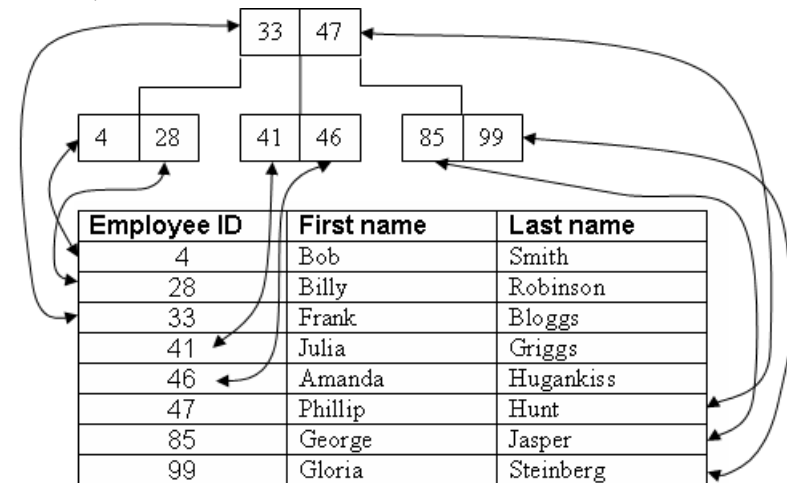 33 47
4 28 41 46 85 99
Employee ID First name Last name
4 Bob Smith
28 Billy Robinson
33 Frank Bloggs
41 Julia Griggs
46 Amanda Hugankiss
47 Phillip Hunt
85 George Jasper
99 Gloria Steinberg